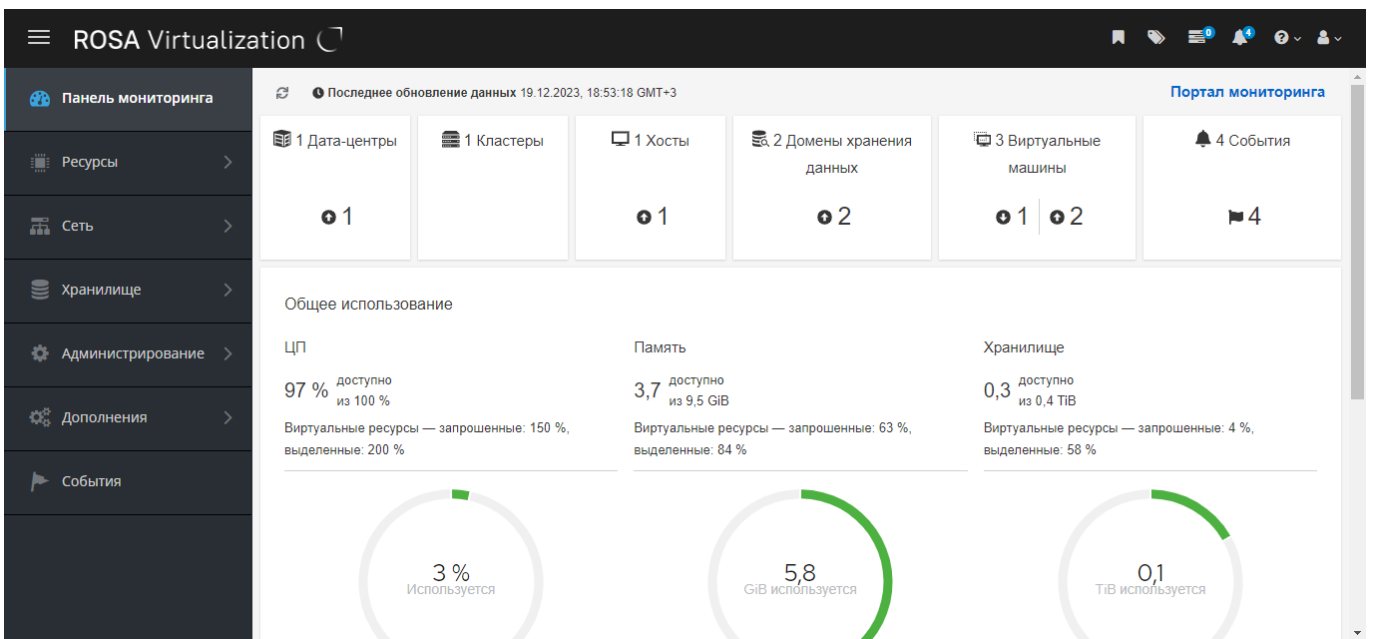 ROSA Virtualization
0
4
Панель мониторинга
Ресурсы
Сеть
Хранилище
Администрирование
Дополнения
События
Последнее обновление данных 19.12.2023, 18:53:18 GMT+3
Портал мониторинга
1 Дата-центры
1
1 Кластеры
1 Хосты
1
2 Домены хранения
данных
2
3 Виртуальные
машины
1 2
4 События
4
Общее использование
ЦП
97 % доступно
из 100 %
Виртуальные ресурсы — запрошенные: 150 %,
выделенные: 200 %
3 %
Используется
Память
3,7 доступно
из 9,5 GiB
Виртуальные ресурсы — запрошенные: 63 %,
выделенные: 84 %
5,8
GiB используется
Хранилище
0,3 доступно
из 0,4 TiB
Виртуальные ресурсы — запрошенные: 4 %,
выделенные: 58 %
0,1
TiB используется